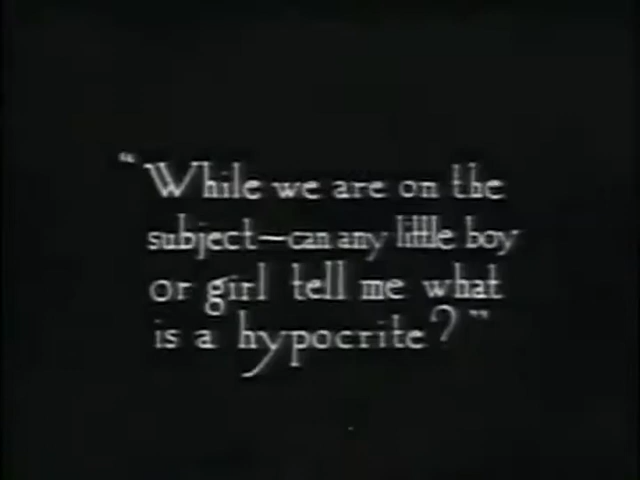 “While we are on the
subject—can any little boy
or girl tell me what
is a hypocrite?”